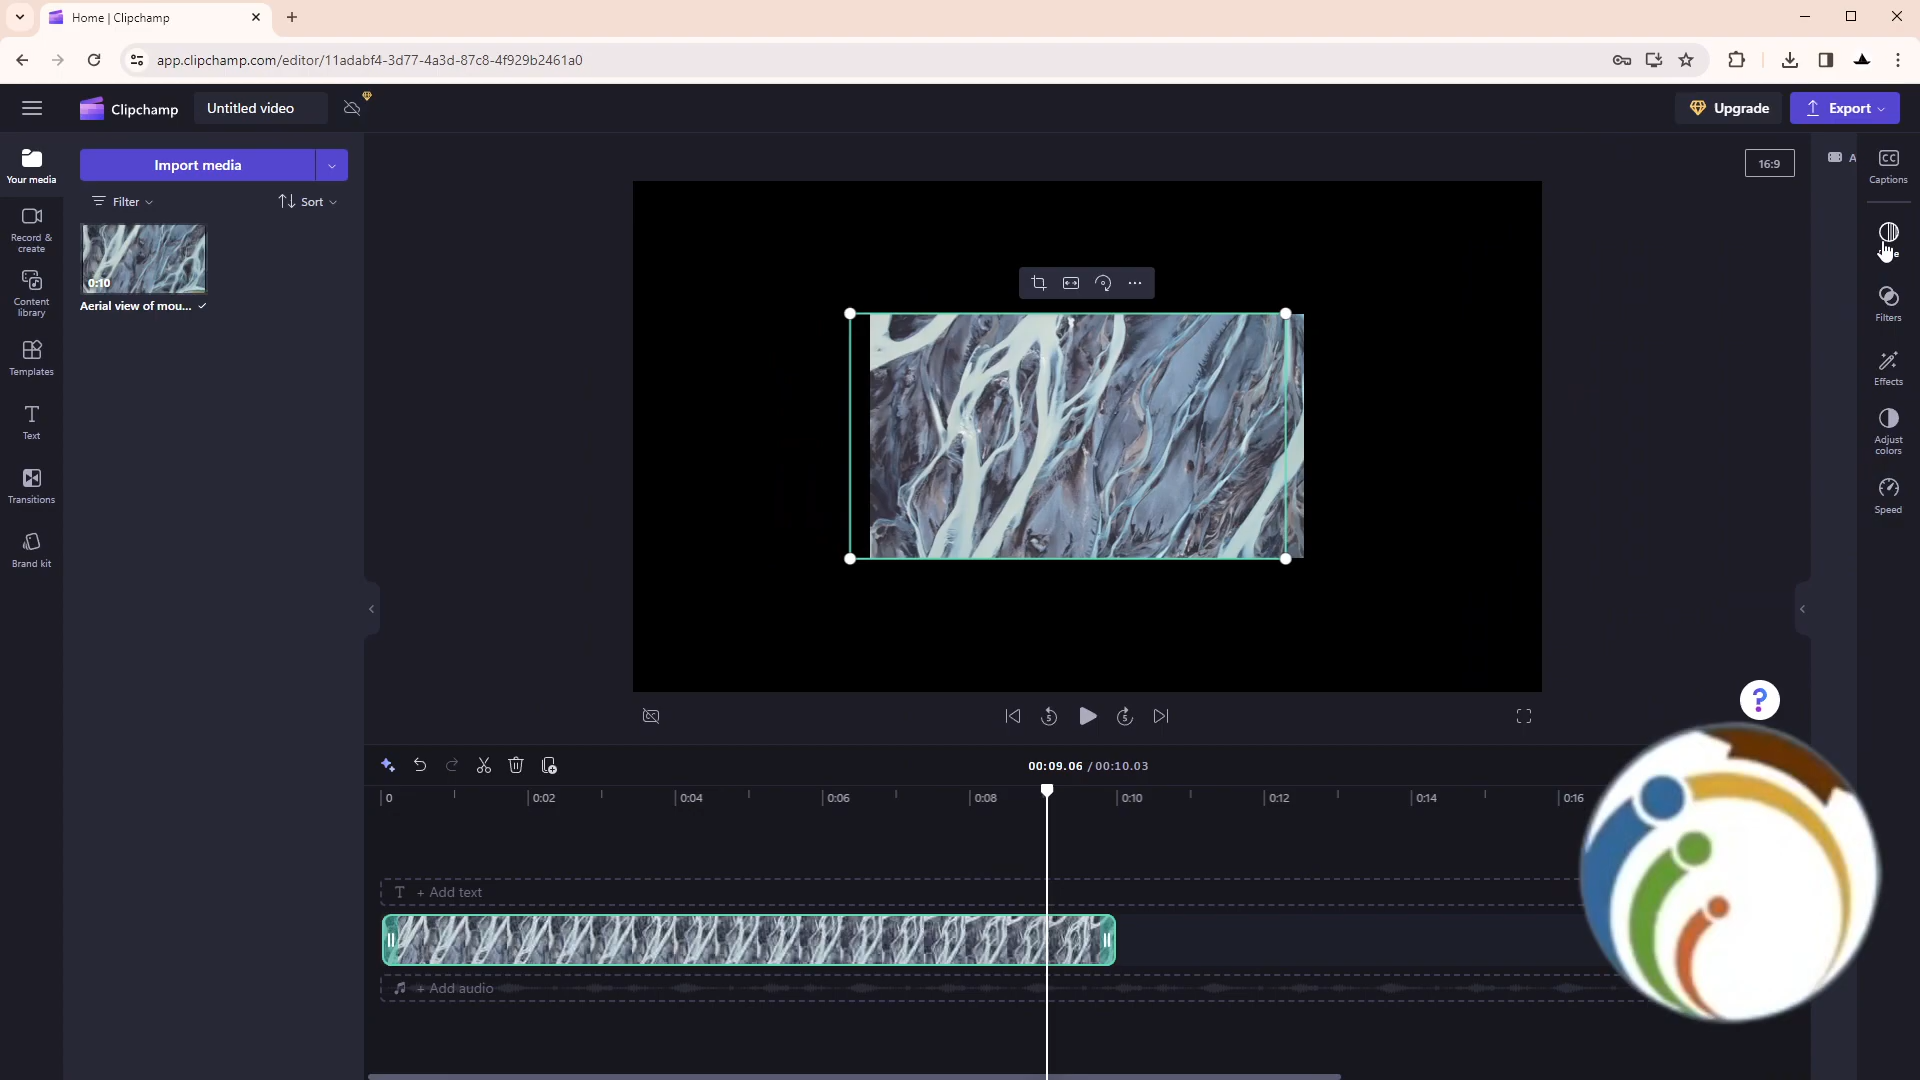 Home | Clipchamp
app.clipchamp.com/editor/11adabf4-3d77-4a3d-87c8-4f929b2461a0
Clipchamp
Untitled video
Upgrade
Export
Your media
Import media
16:9
A
CC
Captions
Filter
Sort
Record &
create
0:10
Aerial view of mou...
Content
library
Filters
Templates
Effects
Text
Adjust
colors
Transitions
Speed
Brand kit
?
5
5
00:09.06 / 00:10.03
0
0:02
0:04
0:06
0:08
0:10
0:12
0:14
0:16
T + Add text
+ Add audio